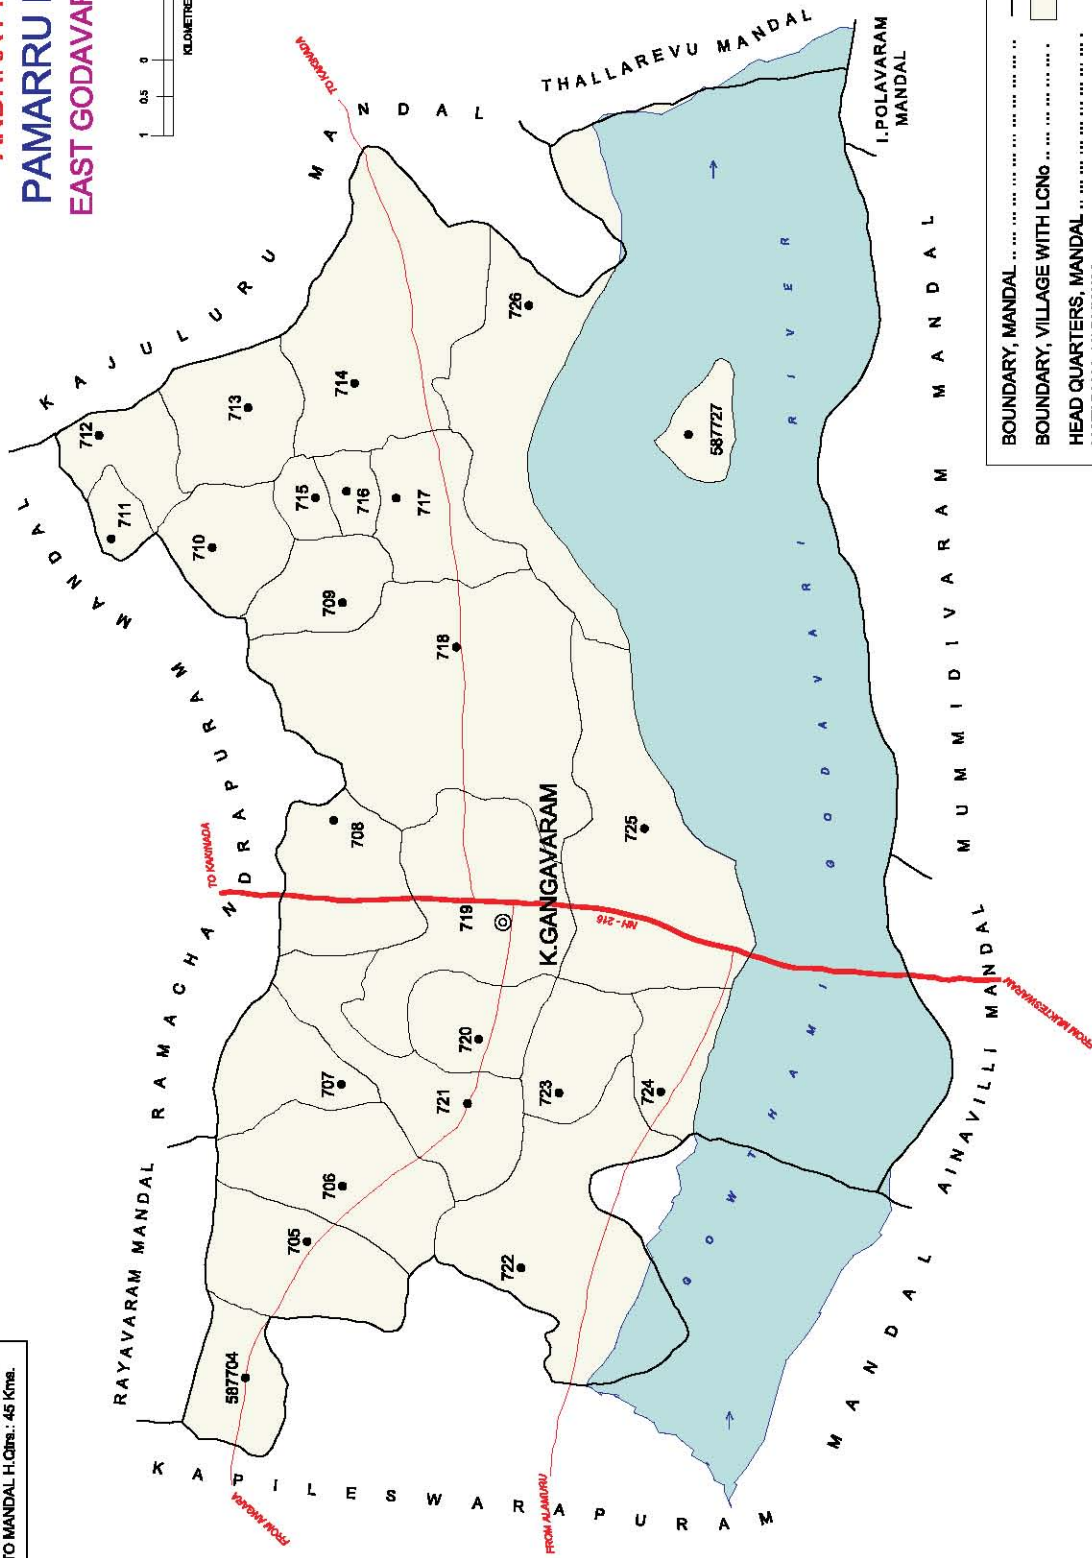 PAMARRU
EAST GODAVAR
KILOMETRE
1 0.5 0
TO MANDAL H.Qtrs.: 45 Kms.
RAYAVARAM MANDAL
RAMACHANDRAPURAM MANDAL
KAJULURU MANDAL
THALLAREVU MANDAL
I.POLAVARAM
MANDAL
MUMMIDIVARAM MANDAL
AINAVILLI MANDAL
KAPILESWARAPURAM MANDAL
TO KAKINADA
TO KAKINADA
FROM ANGARA
FROM ALAMURU
FROM MUKTESWARAM
NH - 216
GOWTHAMI GODAVARI RIVER
K.GANGAVARAM
587704
705
706
707
708
709
710
711
712
713
714
715
716
717
718
719
720
721
722
723
724
725
726
587727
BOUNDARY, MANDAL
BOUNDARY, VILLAGE WITH LCNo
HEAD QUARTERS, MANDAL